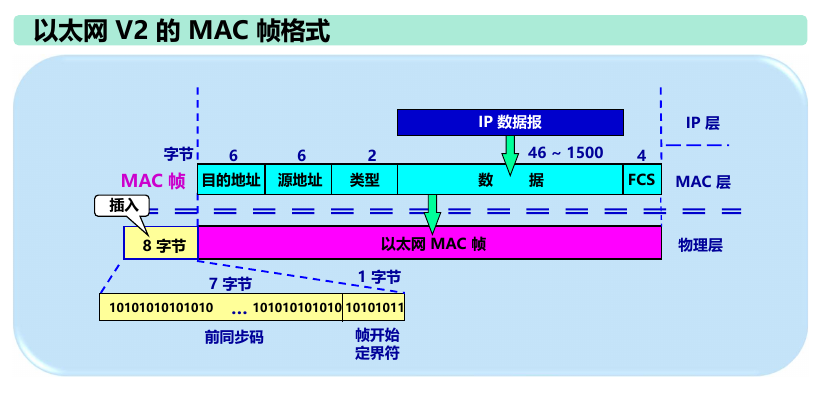 以太网 V2 的 MAC 帧格式
IP 数据报
IP 层
字节
6
6
2
46 ~ 1500
4
MAC 帧
目的地址
源地址
类型
数 据
FCS
MAC 层
插入
8 字节
以太网 MAC 帧
物理层
7 字节
1 字节
10101010101010 … 101010101010
10101011
前同步码
帧开始
定界符